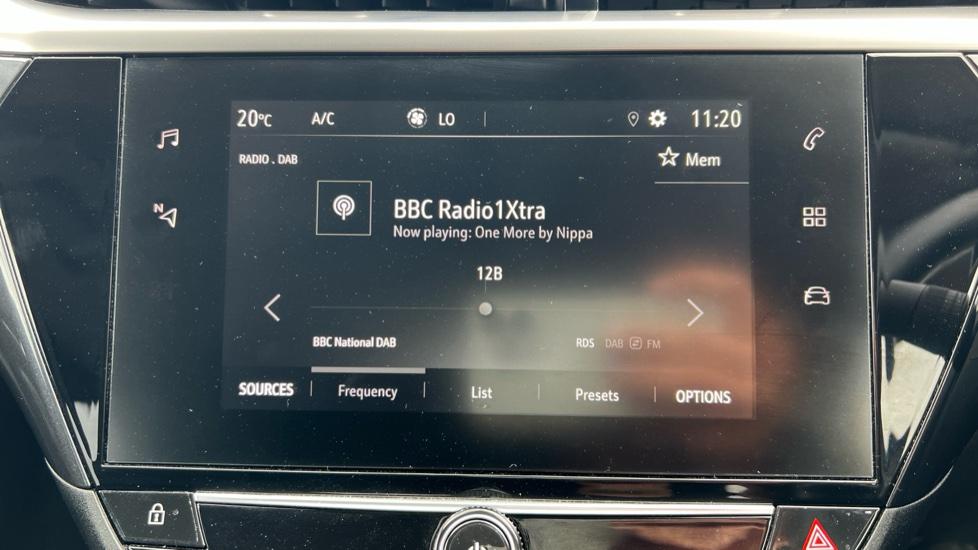 20°C A/C LO 11:20
RADIO . DAB Mem
BBC Radio1Xtra
Now playing: One More by Nippa
12B
BBC National DAB RDS DAB FM
SOURCES Frequency List Presets OPTIONS
N